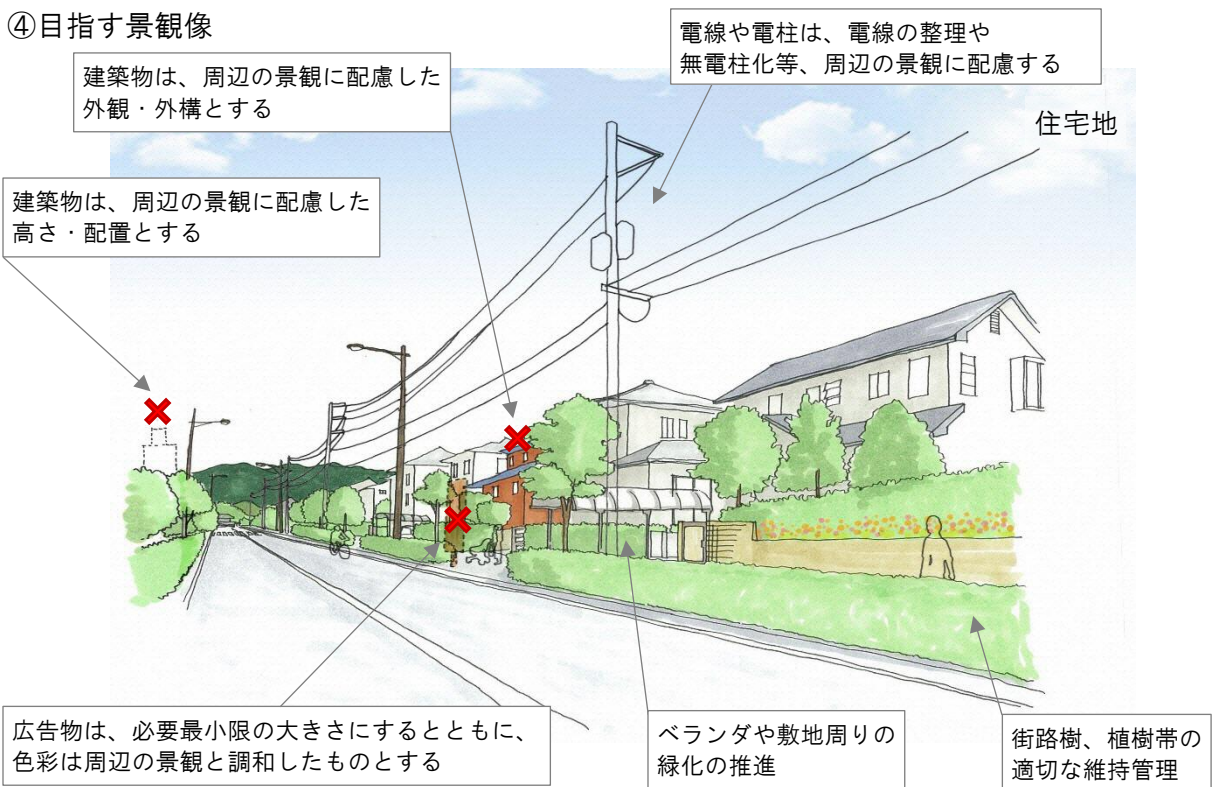 ④目指す景観像
電線や電柱は、電線の整理や
無電柱化等、周辺の景観に配慮する
建築物は、周辺の景観に配慮した
外観・外構とする
住宅地
建築物は、周辺の景観に配慮した
高さ・配置とする
広告物は、必要最小限の大きさにするとともに、
色彩は周辺の景観と調和したものとする
ベランダや敷地周りの
緑化の推進
街路樹、植樹帯の
適切な維持管理